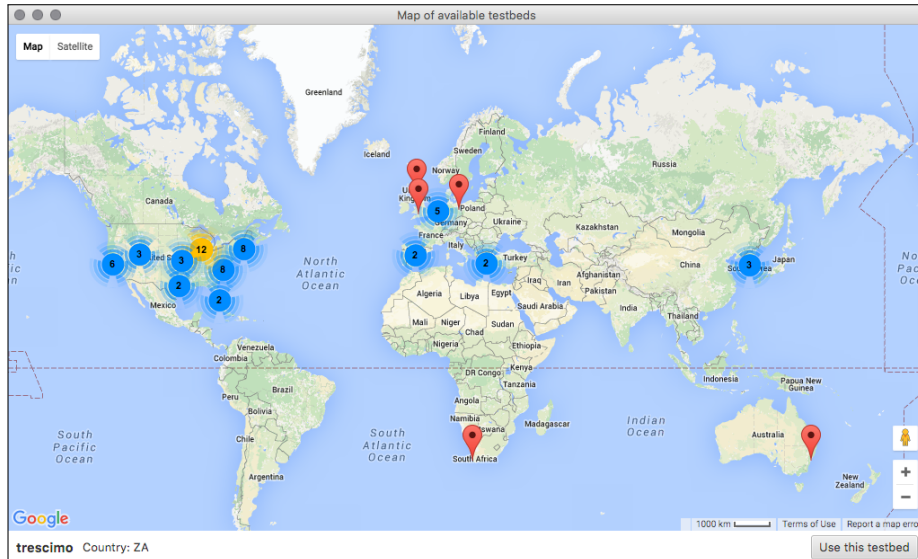 Map of available testbeds
Map Satellite
Greenland
Iceland
Finland
Sweden
Norway
Russia
Canada
Poland
5
Germany
Ukraine
France
Kazakhstan
Mongolia
Italy
Turkey
12
8
3
6
3
8
2
2
2
2
3
China
Japan
North
Atlantic
Ocean
Afghanistan
Iraq
Iran
Pakistan
Algeria
Libya
Egypt
Saudi Arabia
India
Mexico
Mali
Niger
Sudan
Chad
Thailand
Nigeria
Ethiopia
Venezuela
Colombia
Kenya
DR Congo
Tanzania
Indonesia
Papua New
Guinea
Brazil
Peru
Angola
Bolivia
Namibia
Madagascar
Indian
Ocean
South
Pacific
Ocean
Chile
South
Atlantic
Ocean
South Africa
Australia
Argentina
New
Zealand
+
−
Google
1000 km Terms of Use Report a map erro
trescimo Country: ZA Use this testbed